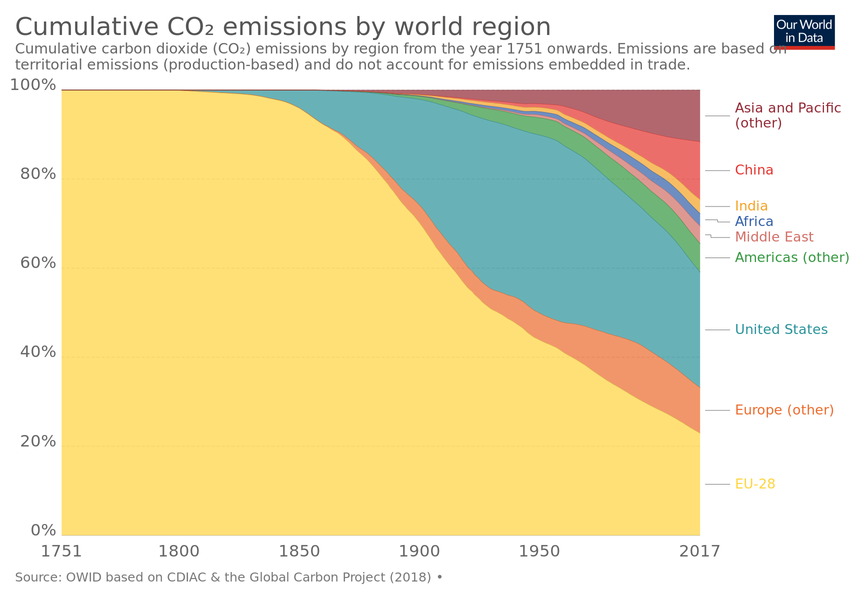 Cumulative CO₂ emissions by world region
Our World
in Data
Cumulative carbon dioxide (CO₂) emissions by region from the year 1751 onwards. Emissions are based on
territorial emissions (production-based) and do not account for emissions embedded in trade.
100%
80%
60%
40%
20%
0%
Asia and Pacific
(other)
China
India
Africa
Middle East
Americas (other)
United States
Europe (other)
EU-28
1751
1800
1850
1900
1950
2017
Source: OWID based on CDIAC & the Global Carbon Project (2018) •